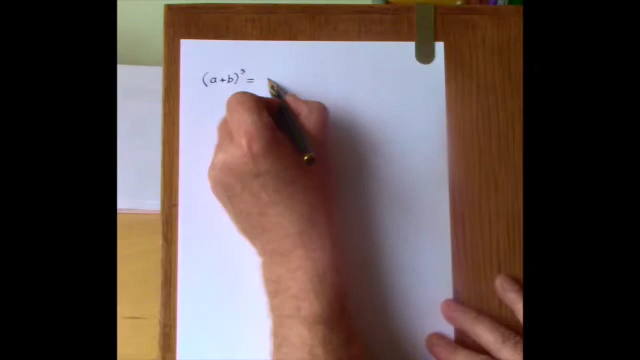 (a+b)³ =